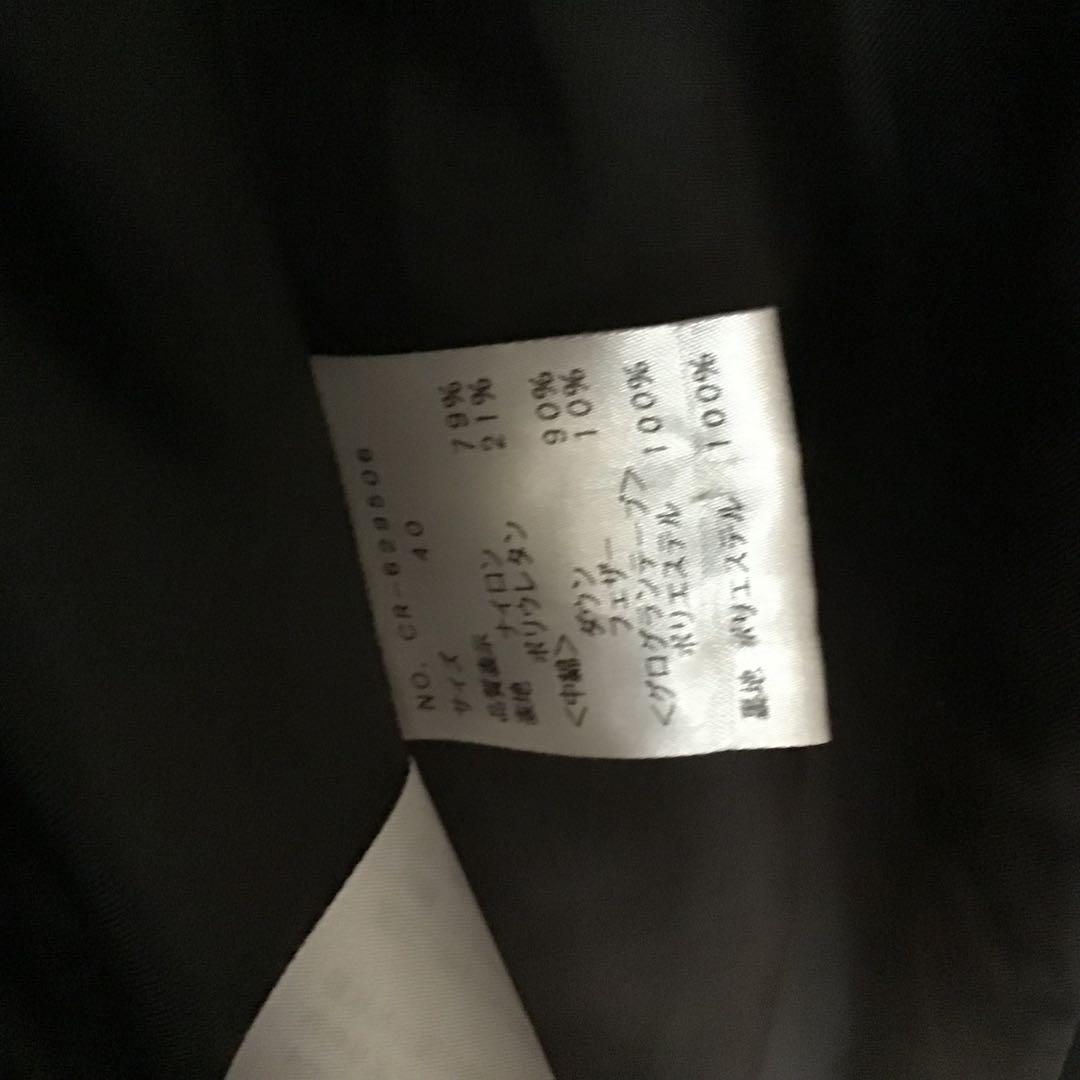 NO. CR-629506
サイズ 40
品質表示
表地 ナイロン 79%
ポリウレタン 21%
<中綿>
ダウン 90%
フェザー 10%
<グログランテープ>
ポリエステル 100%
裏地 ポリエステル 100%